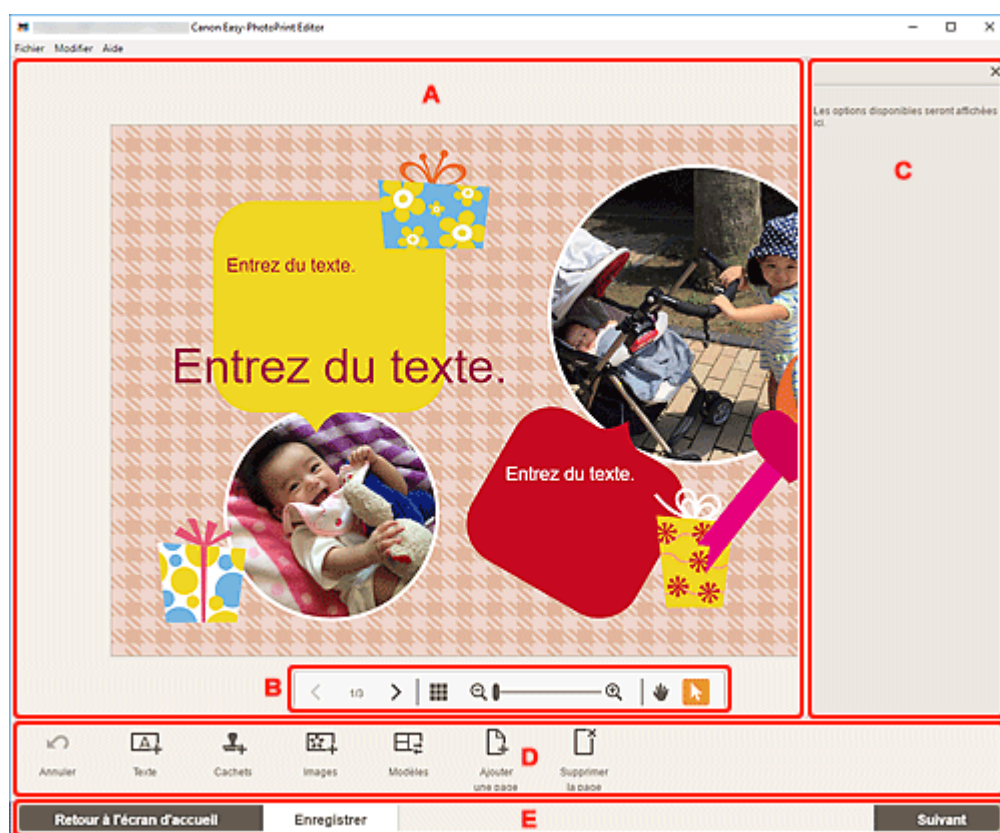 Canon Easy-PhotoPrint Editor
Fichier Modifier Aide
A
Les options disponibles seront affichées
ici.
C
Entrez du texte.
Entrez du texte.
Entrez du texte.
B
1/3
A
D
Annuler Texte Cachets Images Modèles Ajouter
une page Supprimer
la page
Retour à l'écran d'accueil Enregistrer E Suivant